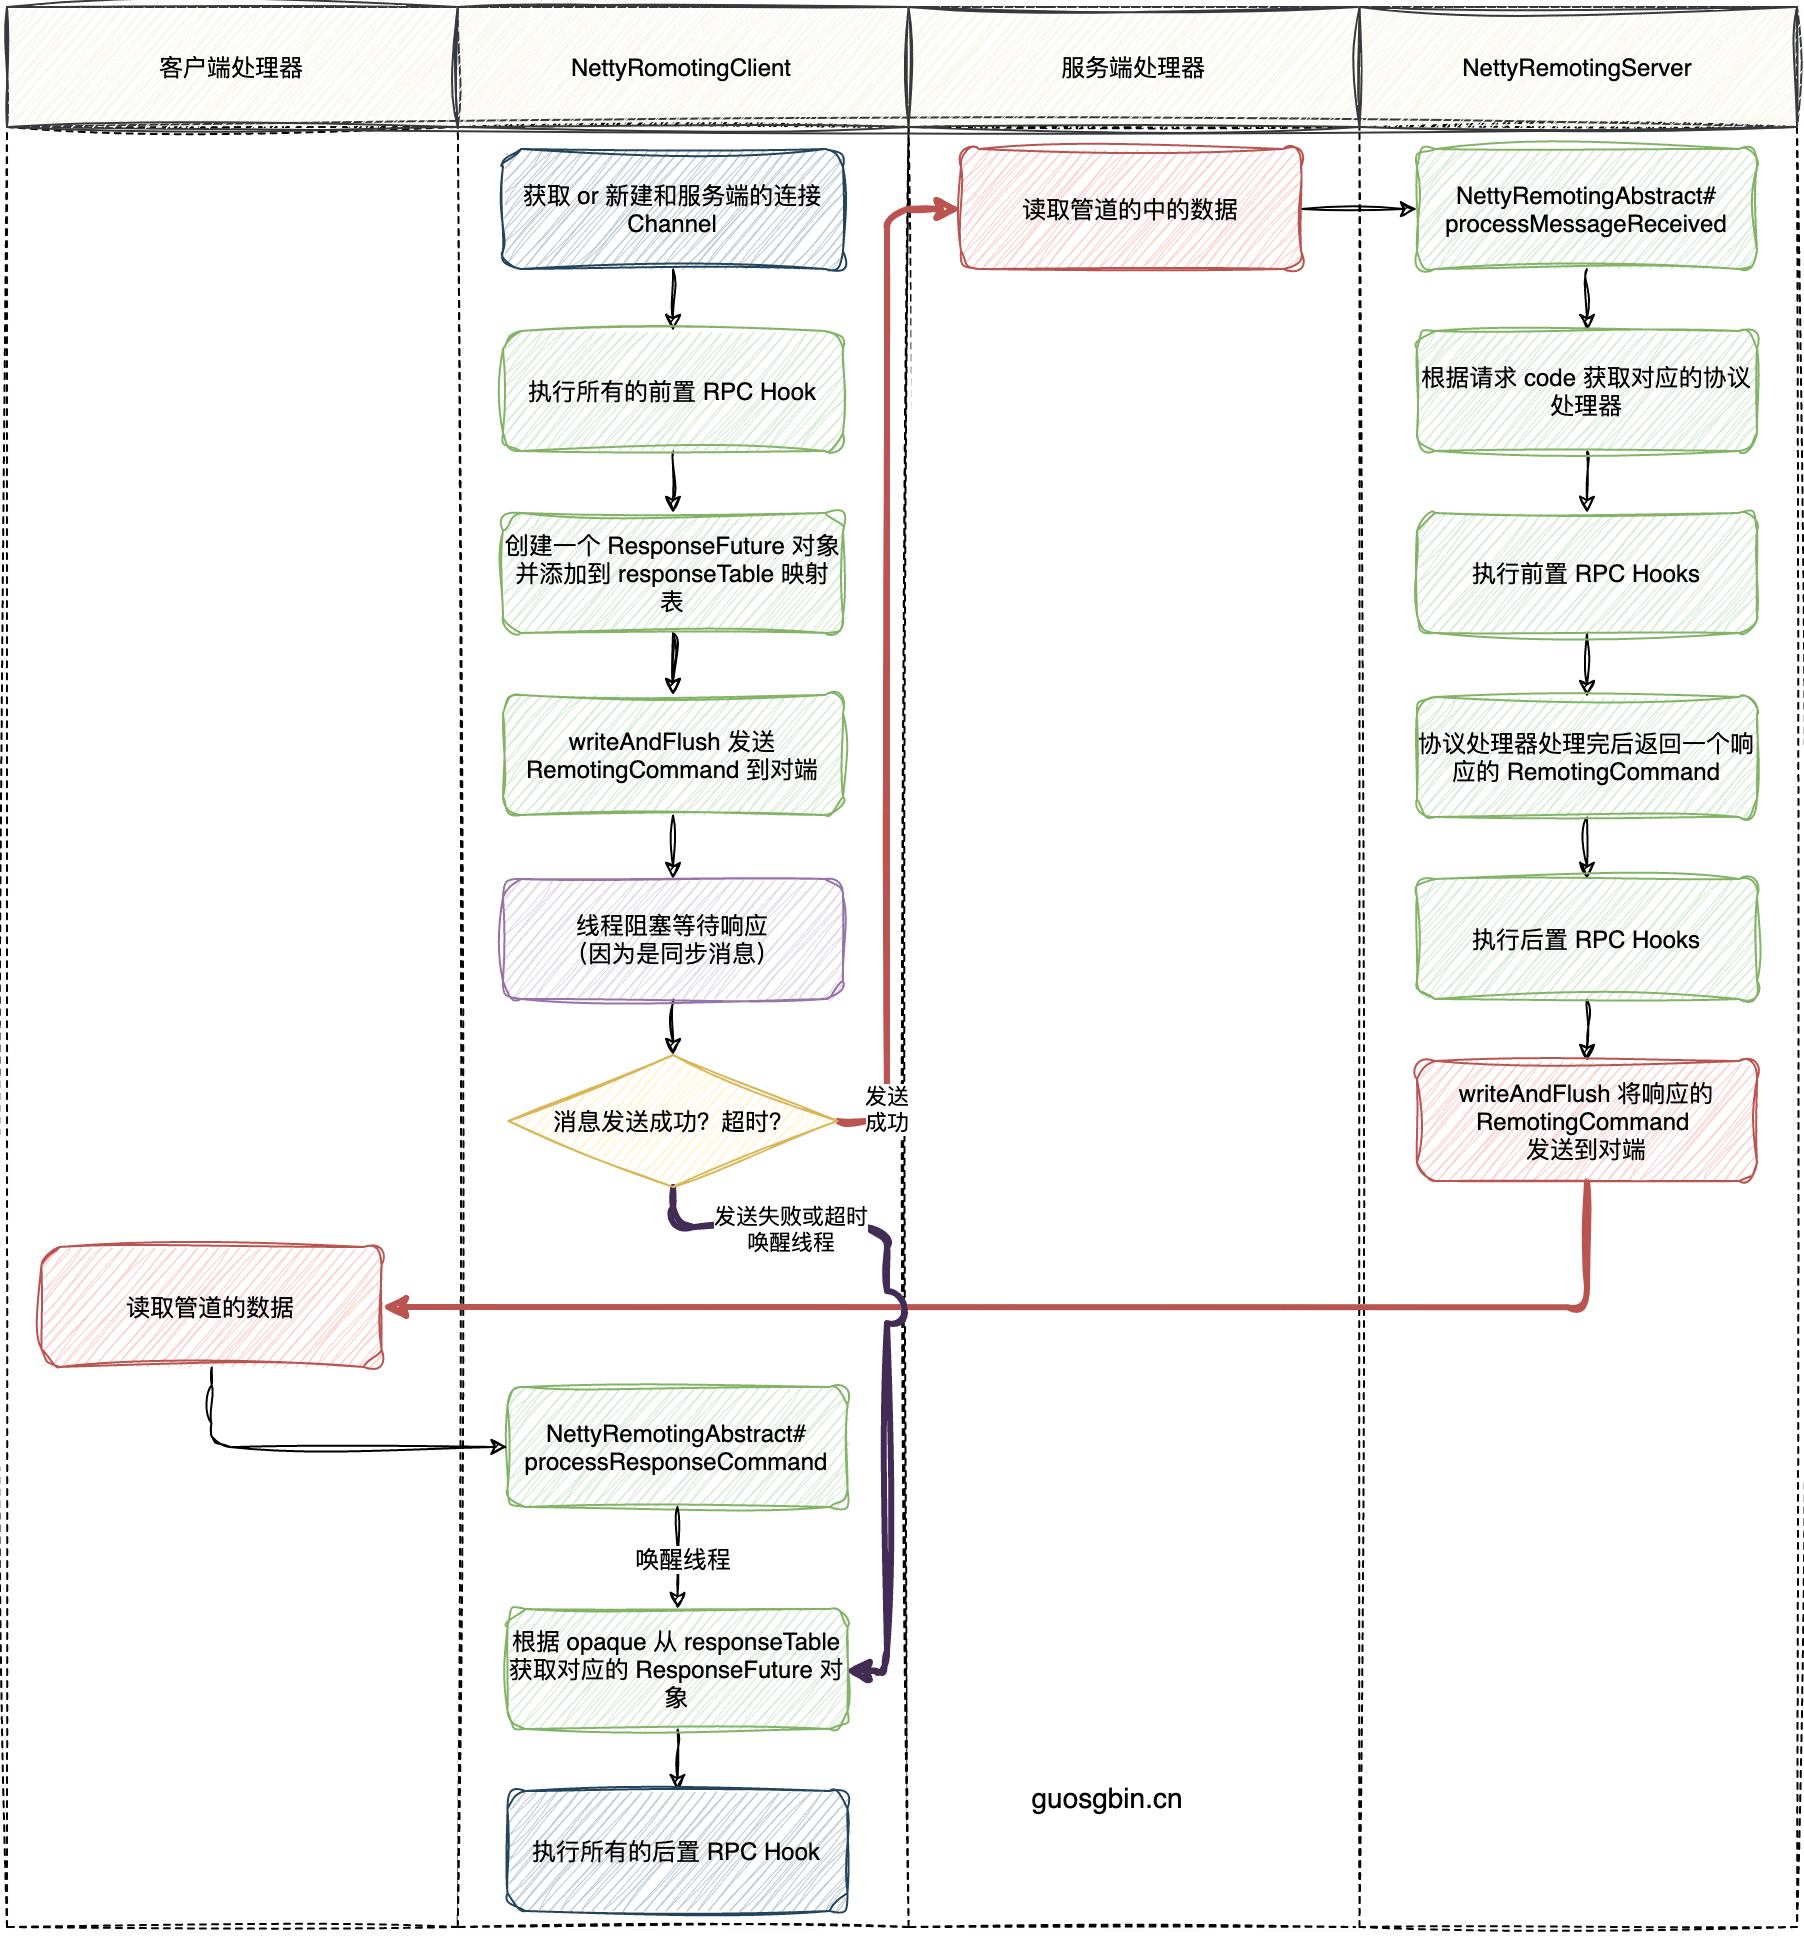 客户端处理器
NettyRomotingClient
服务端处理器
NettyRemotingServer
获取 or 新建和服务端的连接
Channel
执行所有的前置 RPC Hook
创建一个 ResponseFuture 对象
并添加到 responseTable 映射
表
writeAndFlush 发送
RemotingCommand 到对端
线程阻塞等待响应
（因为是同步消息）
消息发送成功？超时？
发送
成功
发送失败或超时
唤醒线程
读取管道的中的数据
NettyRemotingAbstract#
processMessageReceived
根据请求 code 获取对应的协议
处理器
执行前置 RPC Hooks
协议处理器处理完后返回一个响
应的 RemotingCommand
执行后置 RPC Hooks
writeAndFlush 将响应的
RemotingCommand
发送到对端
读取管道的数据
NettyRemotingAbstract#
processResponseCommand
唤醒线程
根据 opaque 从 responseTable
获取对应的 ResponseFuture 对
象
执行所有的后置 RPC Hook
guosgbin.cn